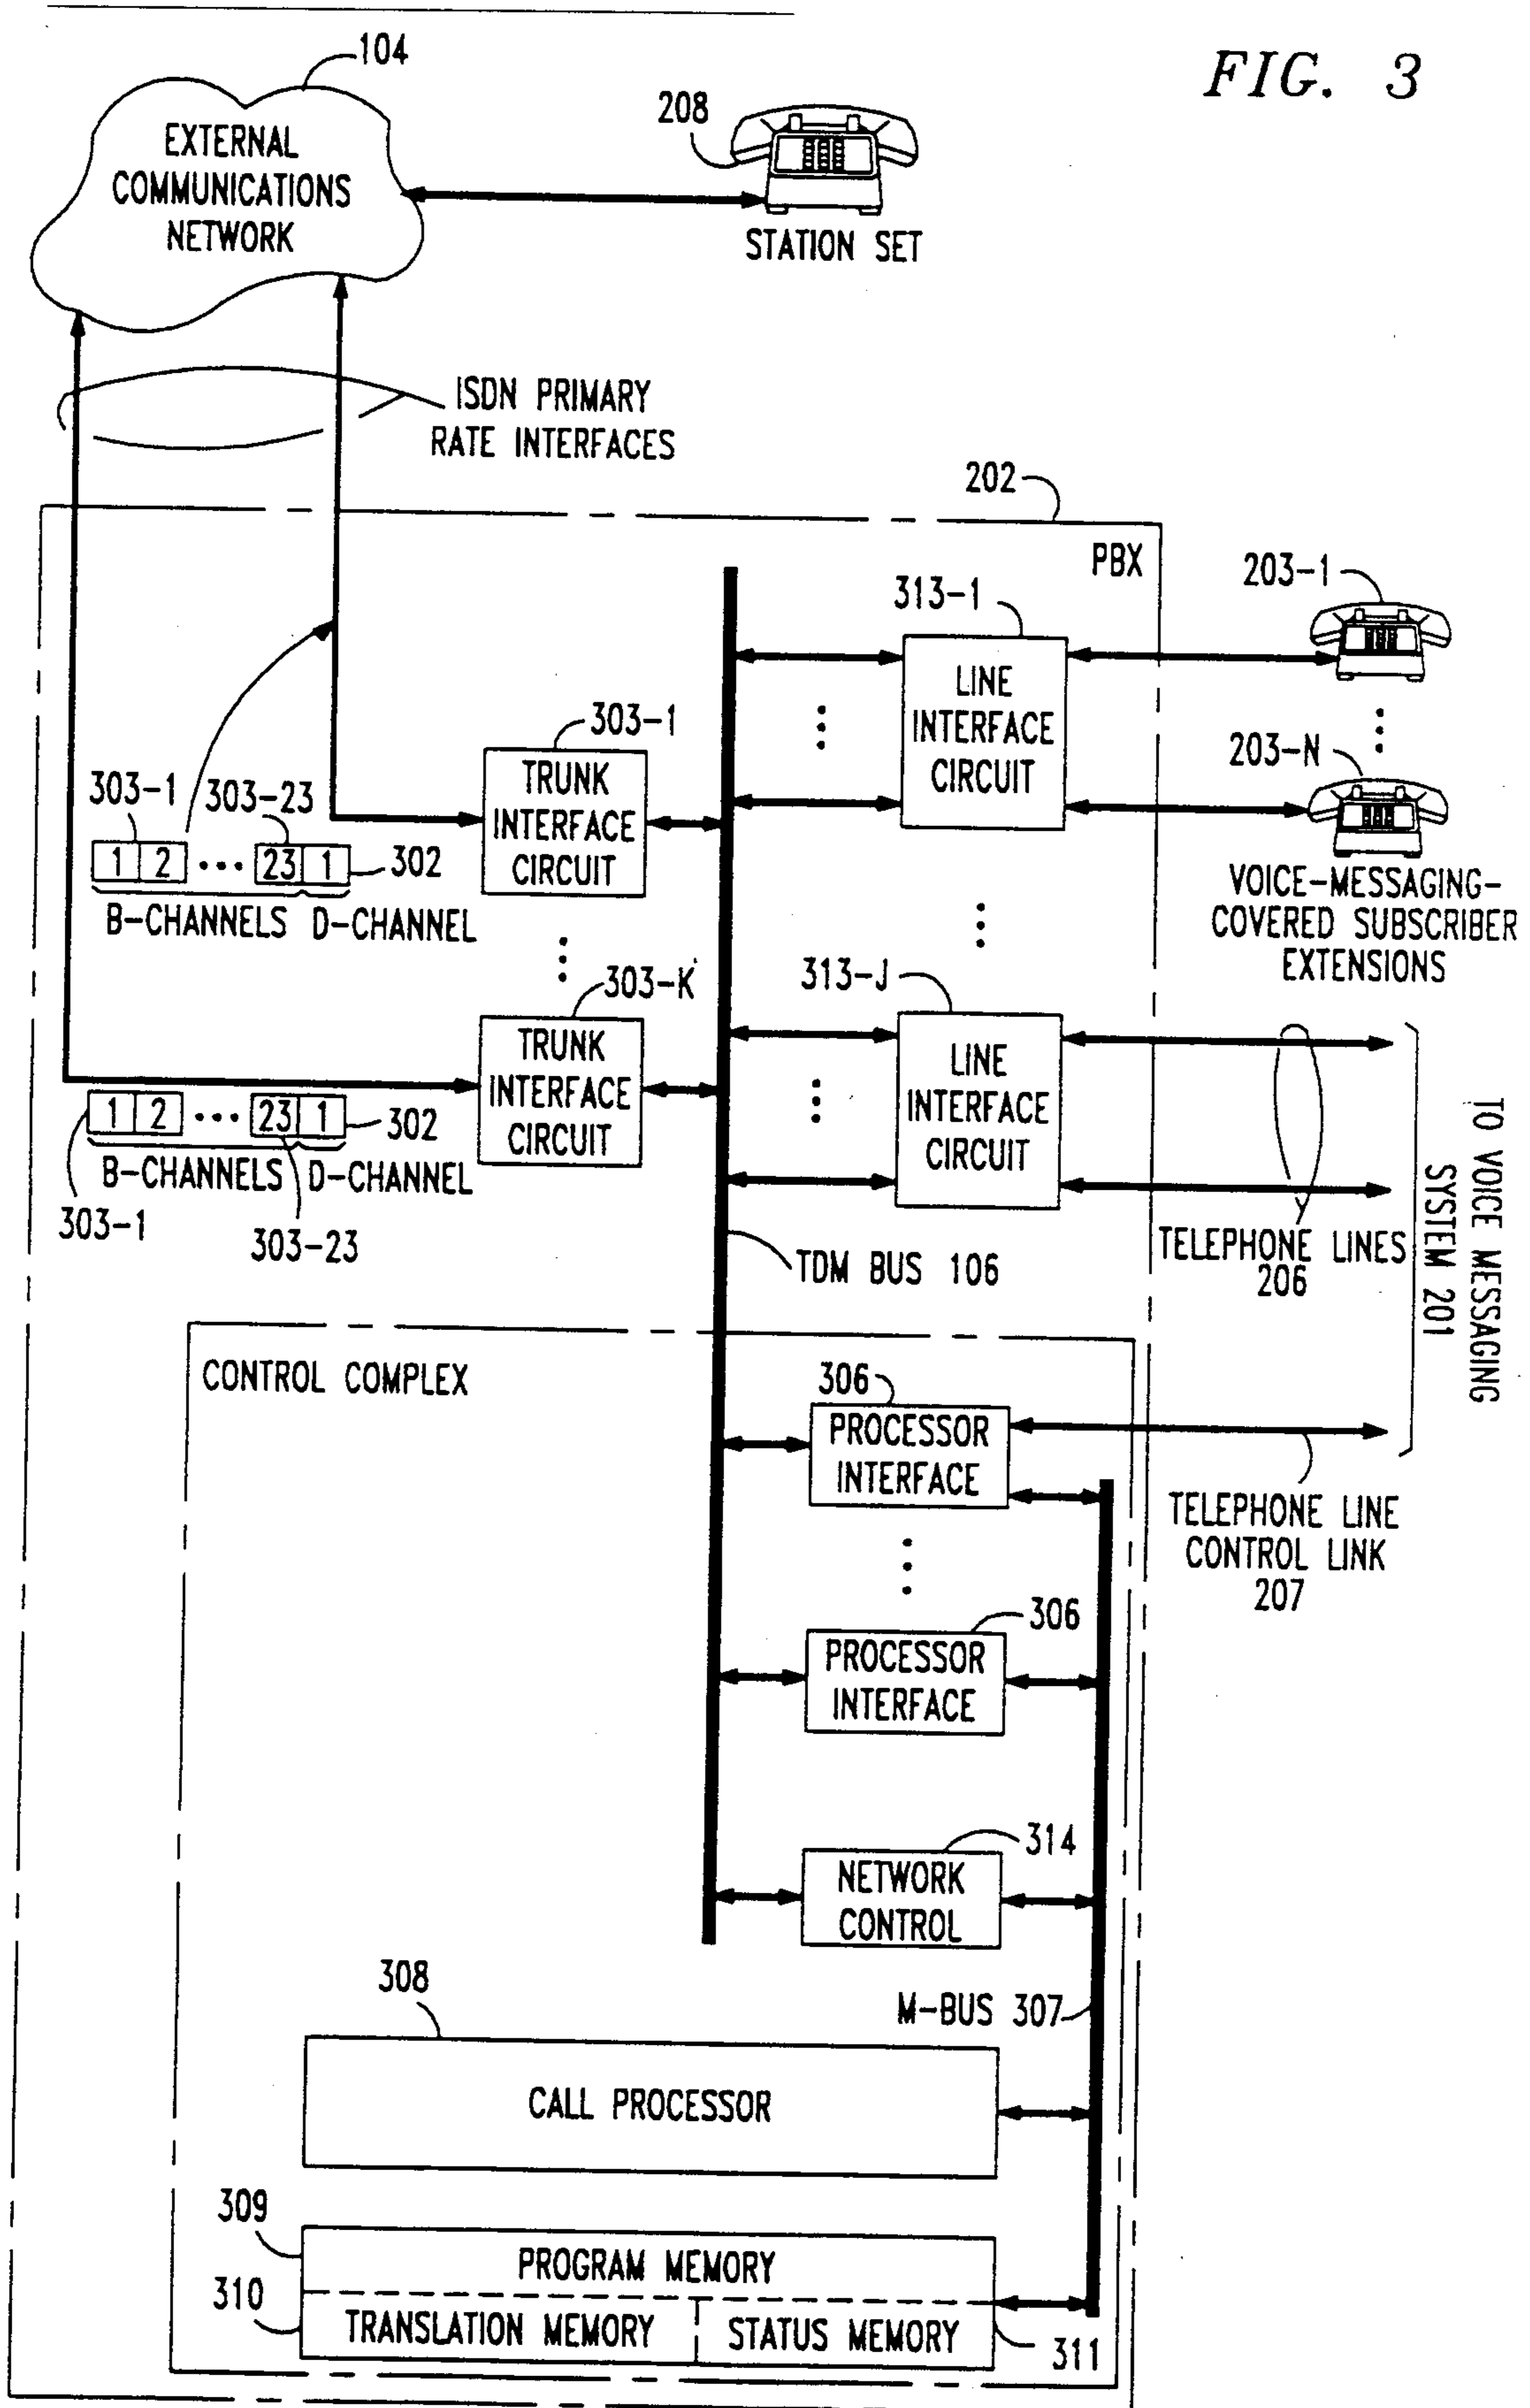 FIG. 3
104
EXTERNAL
COMMUNICATIONS
NETWORK
208
STATION SET
ISDN PRIMARY
RATE INTERFACES
202
PBX
313-1
LINE
INTERFACE
CIRCUIT
203-1
203-N
VOICE-MESSAGING-
COVERED SUBSCRIBER
EXTENSIONS
303-1
TRUNK
INTERFACE
CIRCUIT
303-1
303-23
1 2 ••• 23 1
302
B-CHANNELS D-CHANNEL
303-K
TRUNK
INTERFACE
CIRCUIT
1 2 ••• 23 1
302
B-CHANNELS D-CHANNEL
303-1
303-23
313-J
LINE
INTERFACE
CIRCUIT
TELEPHONE LINES
206
TO VOICE MESSAGING
SYSTEM 201
TDM BUS 106
CONTROL COMPLEX
306
PROCESSOR
INTERFACE
TELEPHONE LINE
CONTROL LINK
207
306
PROCESSOR
INTERFACE
314
NETWORK
CONTROL
M-BUS 307
308
CALL PROCESSOR
309
PROGRAM MEMORY
310
TRANSLATION MEMORY
STATUS MEMORY
311